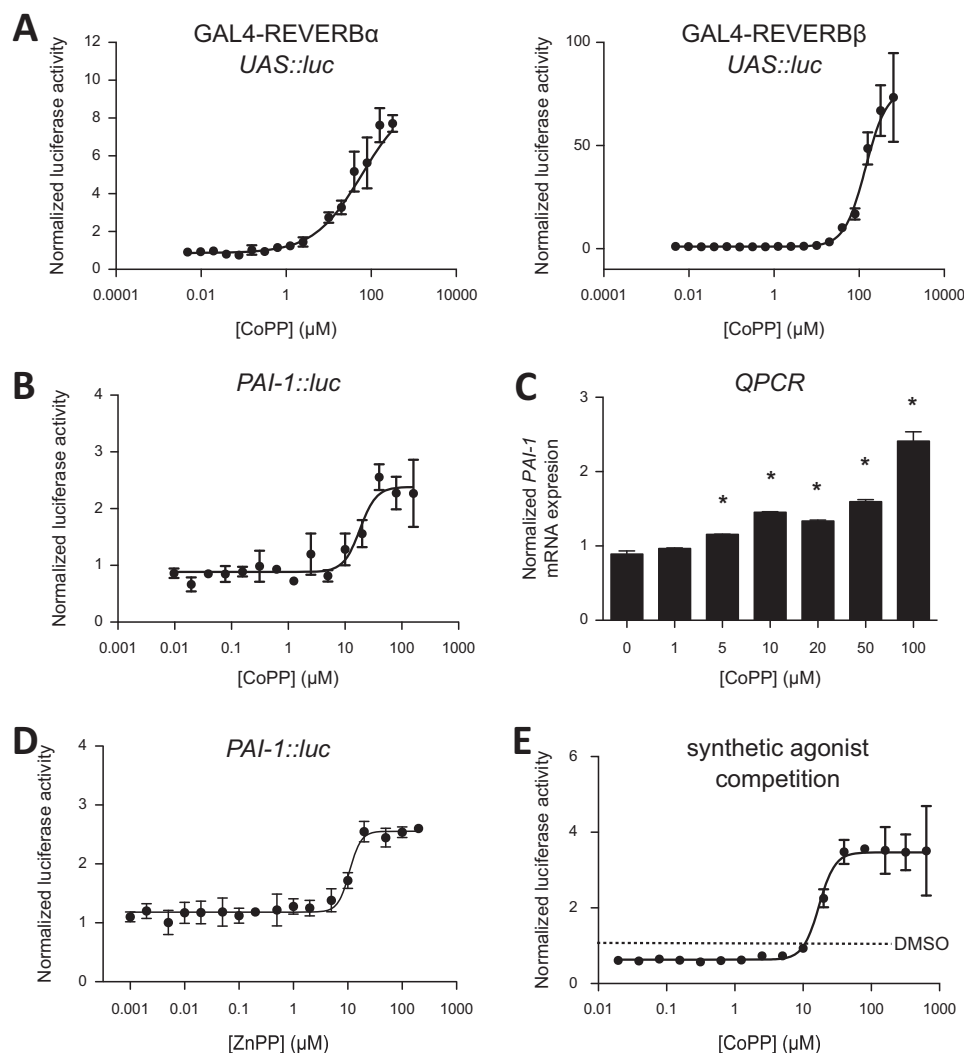 A
GAL4-REVERBα
UAS::luc
Normalized luciferase activity
12
10
8
6
4
2
0
0.0001
0.01
1
100
10000
[CoPP] (µM)
GAL4-REVERBβ
UAS::luc
Normalized luciferase activity
100
50
0
0.0001
0.01
1
100
10000
[CoPP] (µM)
B
PAI-1::luc
Normalized luciferase activity
4
3
2
1
0
0.001
0.01
0.1
1
10
100
1000
[CoPP] (µM)
C
QPCR
Normalized PAI-1
mRNA expresion
3
2
1
0
*
*
*
*
*
0
1
5
10
20
50
100
[CoPP] (µM)
D
PAI-1::luc
Normalized luciferase activity
4
3
2
1
0
0.001
0.01
0.1
1
10
100
1000
[ZnPP] (µM)
E
synthetic agonist
competition
Normalized luciferase activity
6
4
2
0
DMSO
0.01
0.1
1
10
100
1000
[CoPP] (µM)